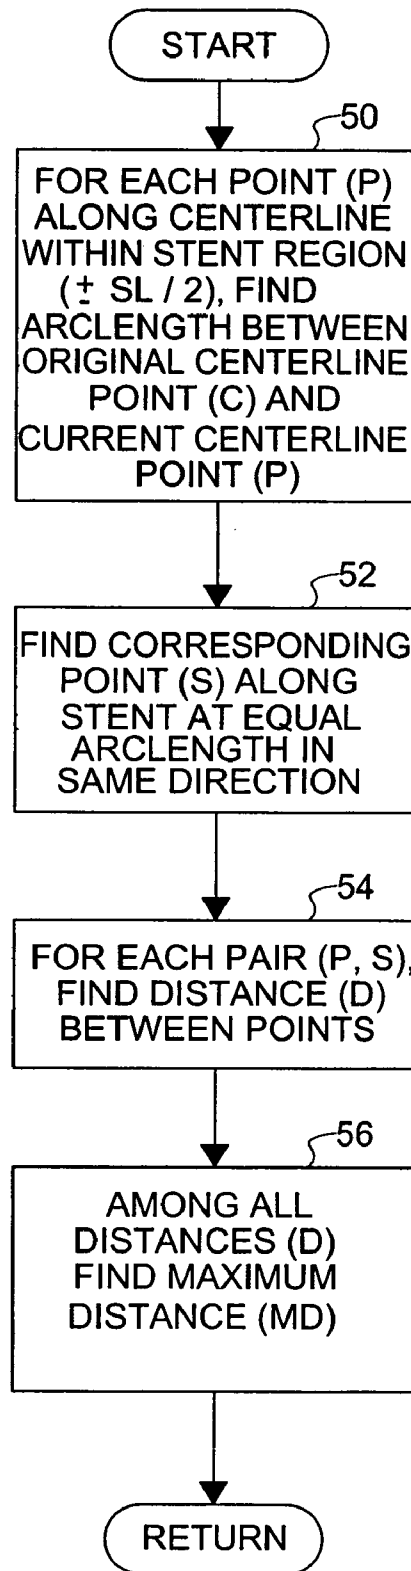 START
50
FOR EACH POINT (P)
ALONG CENTERLINE
WITHIN STENT REGION
(± SL / 2), FIND
ARCLENGTH BETWEEN
ORIGINAL CENTERLINE
POINT (C) AND
CURRENT CENTERLINE
POINT (P)
52
FIND CORRESPONDING
POINT (S) ALONG
STENT AT EQUAL
ARCLENGTH IN
SAME DIRECTION
54
FOR EACH PAIR (P, S),
FIND DISTANCE (D)
BETWEEN POINTS
56
AMONG ALL
DISTANCES (D)
FIND MAXIMUM
DISTANCE (MD)
RETURN